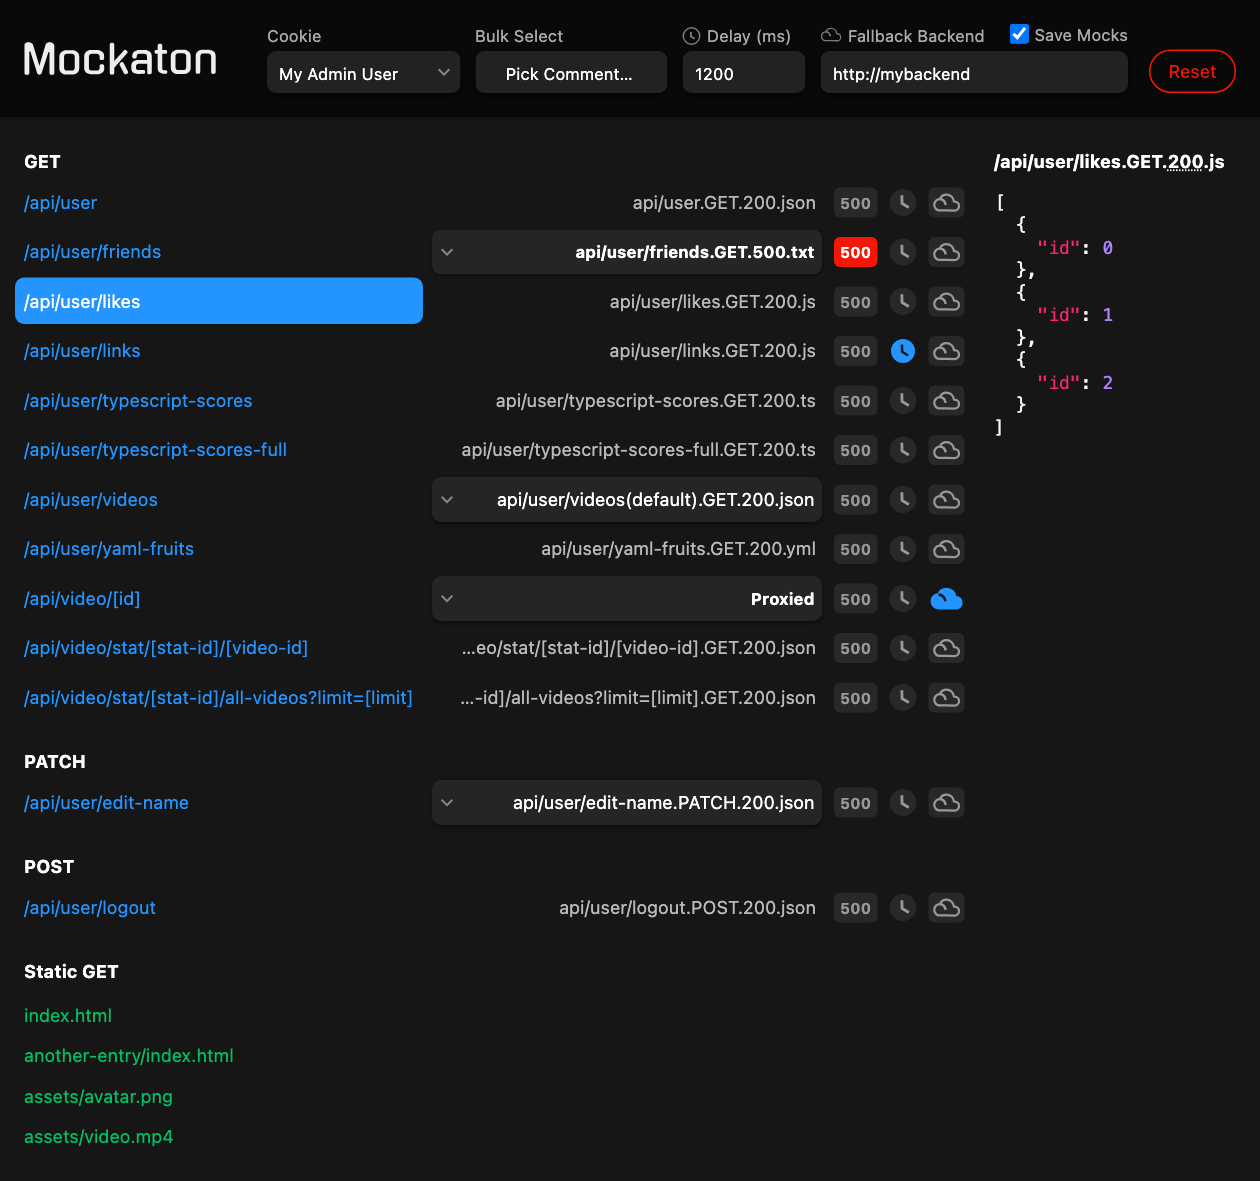 Mockaton
Cookie
My Admin User
Bulk Select
Pick Comment...
Delay (ms)
1200
Fallback Backend
Save Mocks
http://mybackend
Reset
GET
/api/user api/user.GET.200.json 500
/api/user/friends api/user/friends.GET.500.txt 500
/api/user/likes api/user/likes.GET.200.js 500
/api/user/links api/user/links.GET.200.js 500
/api/user/typescript-scores api/user/typescript-scores.GET.200.ts 500
/api/user/typescript-scores-full api/user/typescript-scores-full.GET.200.ts 500
/api/user/videos api/user/videos(default).GET.200.json 500
/api/user/yaml-fruits api/user/yaml-fruits.GET.200.yml 500
/api/video/[id] Proxied 500
/api/video/stat/[stat-id]/[video-id] ...eo/stat/[stat-id]/[video-id].GET.200.json 500
/api/video/stat/[stat-id]/all-videos?limit=[limit] ...-id]/all-videos?limit=[limit].GET.200.json 500
PATCH
/api/user/edit-name api/user/edit-name.PATCH.200.json 500
POST
/api/user/logout api/user/logout.POST.200.json 500
Static GET
index.html
another-entry/index.html
assets/avatar.png
assets/video.mp4
/api/user/likes.GET.200.js
[
{
"id": 0
},
{
"id": 1
},
{
"id": 2
}
]